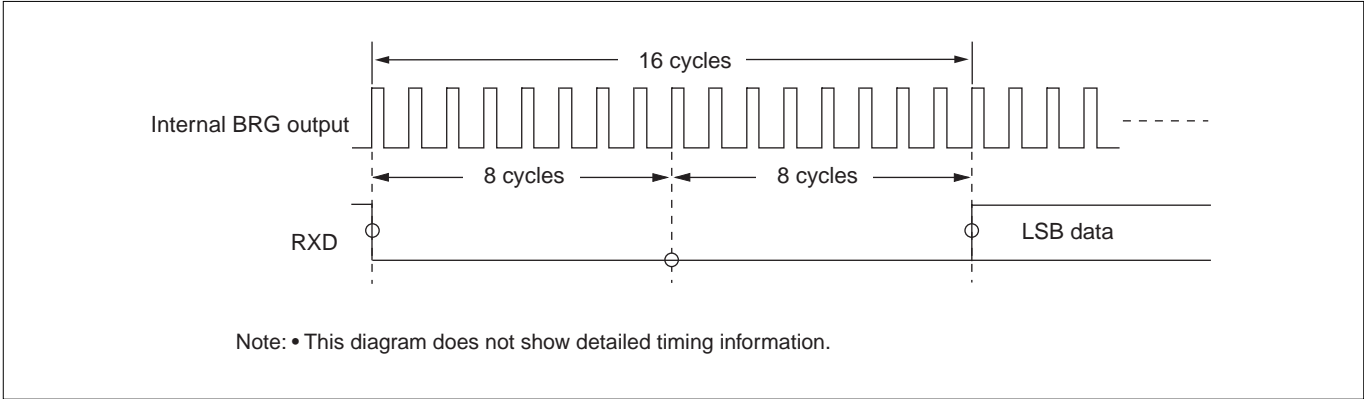 16 cycles
Internal BRG output
8 cycles 8 cycles
RXD LSB data
Note: • This diagram does not show detailed timing information.